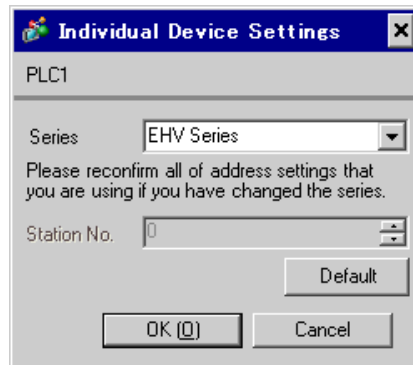 Individual Device Settings
PLC1
Series EHV Series
Please reconfirm all of address settings that
you are using if you have changed the series.
Station No. 0
Default
OK (O) Cancel